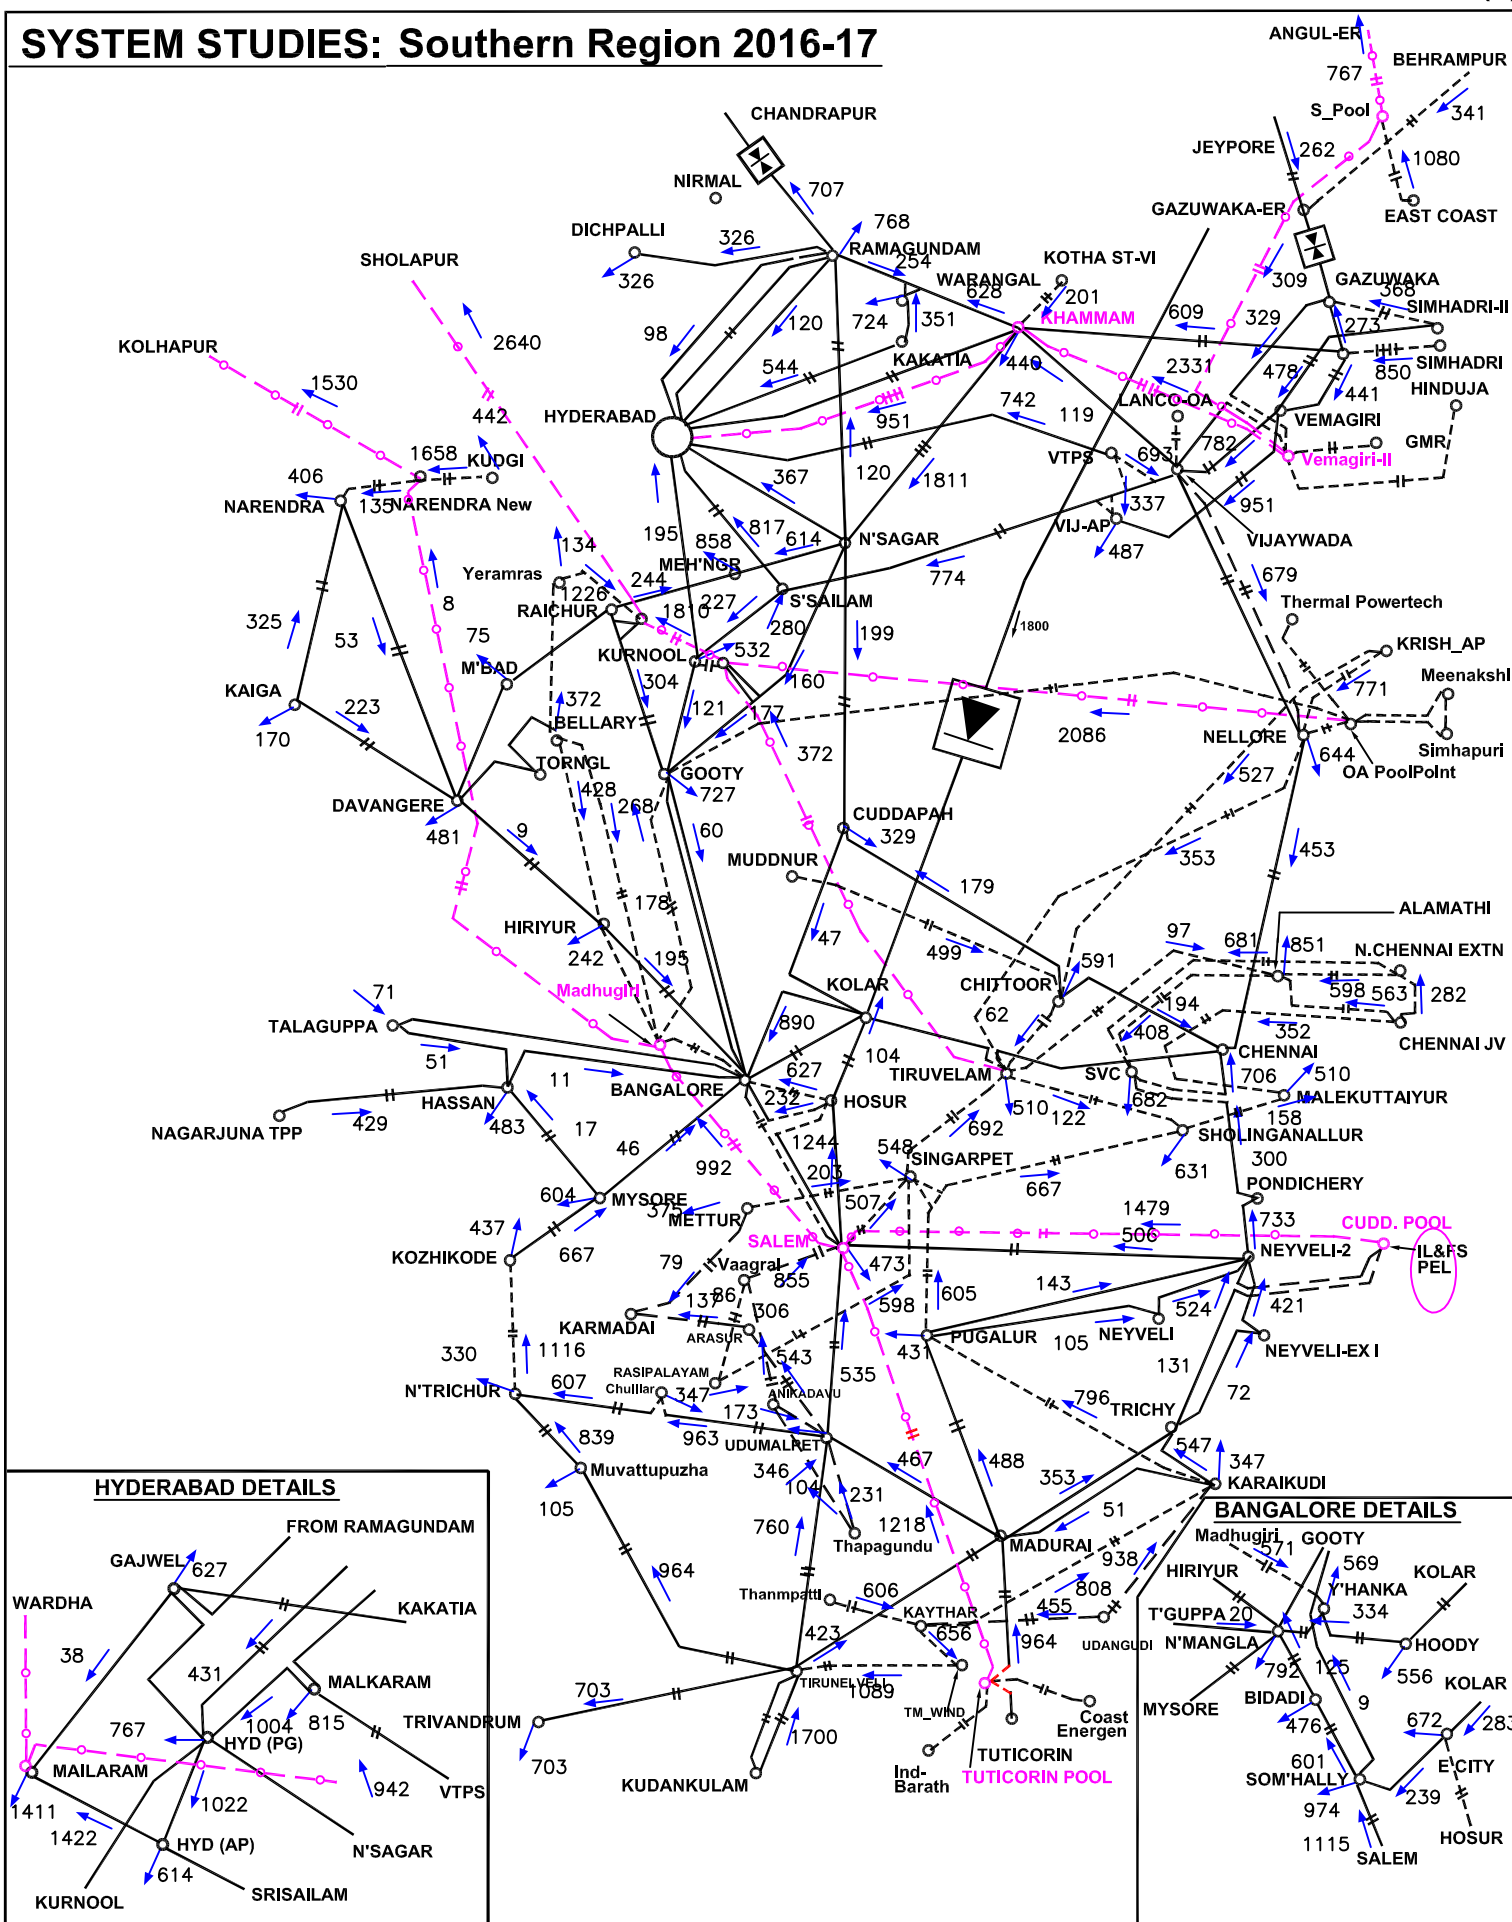 SYSTEM STUDIES: Southern Region 2016-17
ANGUL-ER
767
BEHRAMPUR
S_Pool
341
CHANDRAPUR
JEYPORE
262
1080
NIRMAL
707
GAZUWAKA-ER
EAST COAST
DICHPALLI
326
768
RAMAGUNDAM
KOTHA ST-VI
SHOLAPUR
326
254
WARANGAL
309
GAZUWAKA
368
SIMHADRI-II
628
201
KHAMMAM
609
329
273
98
120
724
351
KOLHAPUR
2640
544
KAKATIA
440
2331
478
850
SIMHADRI
1530
441
HINDUJA
442
HYDERABAD
951
742
119
LANCO-OA
VEMAGIRI
GMR
1658
KUDGI
406
VTPS
693
782
Vemagiri-II
NARENDRA
135
NARENDRA New
367
120
1811
337
951
195
817
VIJ-AP
487
VIJAYWADA
134
858
614
N'SAGAR
Yeramras
MEH'NGR
774
679
1226
244
S'SAILAM
Thermal Powertech
RAICHUR
8
325
53
75
1810
227
280
199
1800
KRISH_AP
M'BAD
KURNOOL
532
Meenakshi
KAIGA
304
160
771
223
372
121
170
BELLARY
177
2086
NELLORE
Simhapuri
TORNGL
GOOTY
372
527
644
OA PoolPoint
428
727
DAVANGERE
268
CUDDAPAH
481
9
60
329
353
453
MUDDNUR
179
178
HIRIYUR
47
499
97
681
ALAMATHI
242
195
851
N.CHENNAI EXTN
Madhugiri
KOLAR
CHITTOOR
591
598
563
282
71
62
194
TALAGUPPA
890
408
352
CHENNAI JV
51
104
CHENNAI
11
627
TIRUVELAM
SVC
BANGALORE
706
510
HASSAN
232
HOSUR
682
MALEKUTTAIYUR
NAGARJUNA TPP
429
483
17
46
1244
510
122
158
SHOLINGANALLUR
992
692
548
203
SINGARPET
631
300
604
MYSORE
375
507
667
PONDICHERY
437
METTUR
1479
733
CUDD. POOL
KOZHIKODE
667
SALEM
506
NEYVELI-2
IL&FS
PEL
79
Vaagrai
855
473
86
143
137
306
598
605
524
421
KARMADAI
ARASUR
PUGALUR
NEYVELI
330
1116
543
535
431
105
NEYVELI-EX I
131
607
RASIPALAYAM
N'TRICHUR
Chulliar
347
ANIKADAVU
796
72
173
TRICHY
839
963
UDUMALPET
467
547
Muvattupuzha
346
488
347
104
231
353
KARAIKUDI
105
760
1218
51
Thapagundu
MADURAI
964
938
Thanmpatti
606
808
KAYTHAR
455
UDANGUDI
423
656
964
703
TIRUNELVELI
1089
TRIVANDRUM
TM_WIND
Coast
Energen
703
1700
KUDANKULAM
Ind-
Barath
TUTICORIN
TUTICORIN POOL
HYDERABAD DETAILS
FROM RAMAGUNDAM
GAJWEL
627
WARDHA
KAKATIA
38
431
MALKARAM
767
1004
815
HYD (PG)
MAILARAM
942
VTPS
1411
1022
1422
HYD (AP)
N'SAGAR
614
KURNOOL
SRISAILAM
BANGALORE DETAILS
Madhugiri
571
GOOTY
HIRIYUR
569
KOLAR
Y'HANKA
T'GUPPA
20
334
N'MANGLA
HOODY
792
125
556
MYSORE
BIDADI
9
KOLAR
476
672
283
601
E'CITY
SOM'HALLY
239
974
1115
HOSUR
SALEM